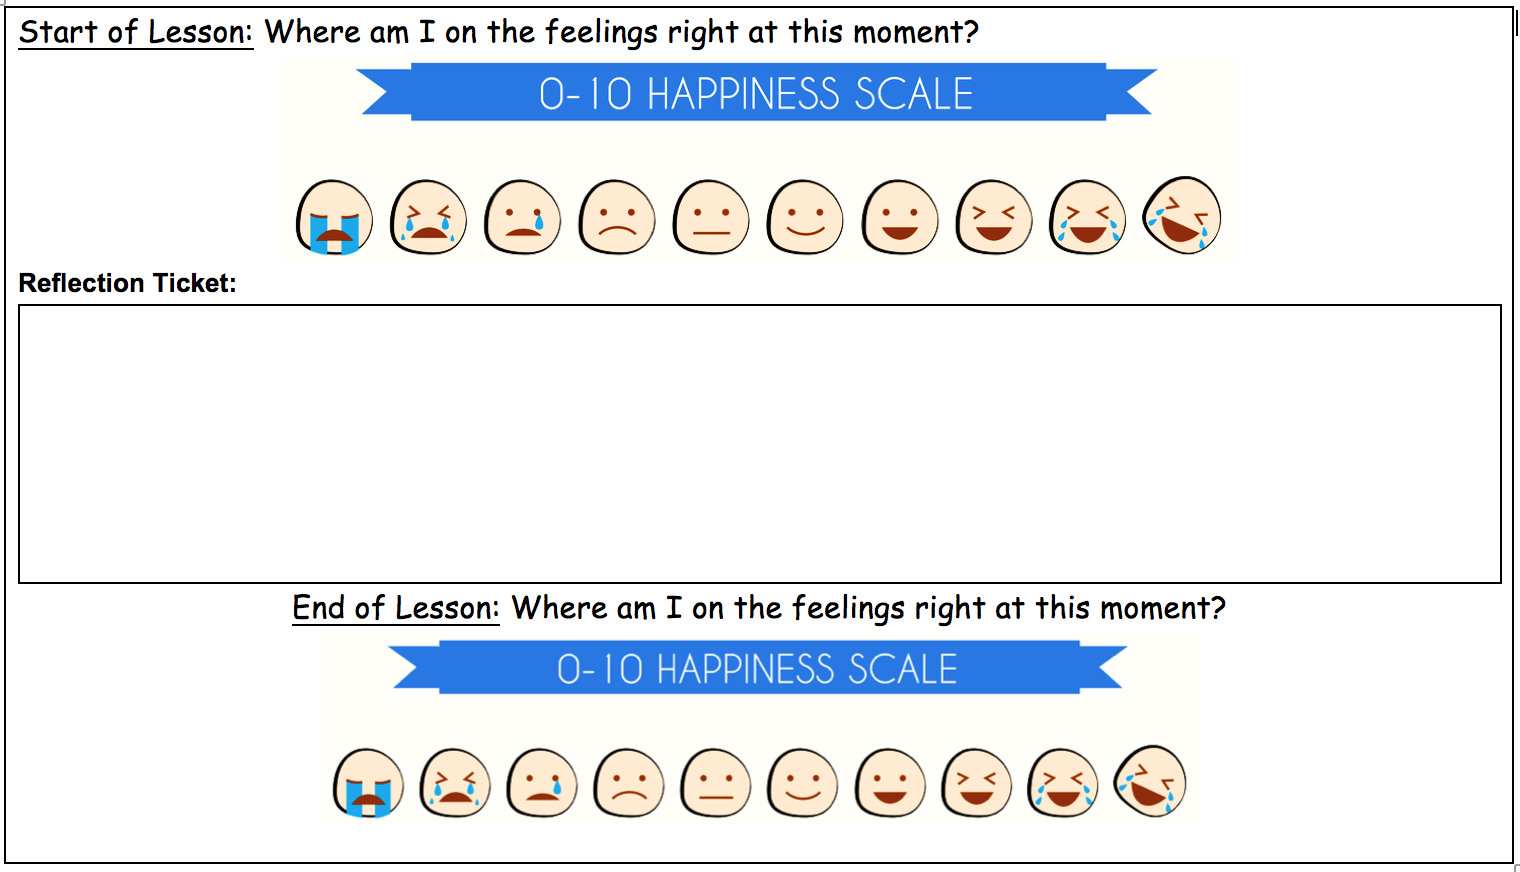 Start of Lesson: Where am I on the feelings right at this moment?
0-10 HAPPINESS SCALE
Reflection Ticket:
End of Lesson: Where am I on the feelings right at this moment?
0-10 HAPPINESS SCALE